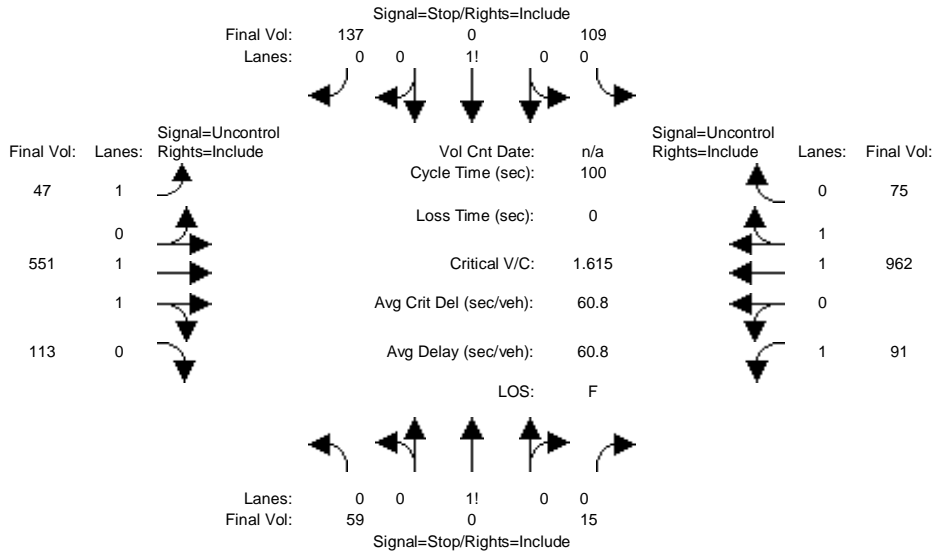 Signal=Stop/Rights=Include
Final Vol: 137 0 109
Lanes: 0 0 1! 0 0
Signal=Uncontrol Signal=Uncontrol
Final Vol: Lanes: Rights=Include Vol Cnt Date: n/a Rights=Include Lanes: Final Vol:
Cycle Time (sec): 100
47 1 0 75
Loss Time (sec): 0
0 1
551 1 Critical V/C: 1.615 1 962
1 Avg Crit Del (sec/veh): 60.8 0
113 0 Avg Delay (sec/veh): 60.8 1 91
LOS: F
Lanes: 0 0 1! 0 0
Final Vol: 59 0 15
Signal=Stop/Rights=Include